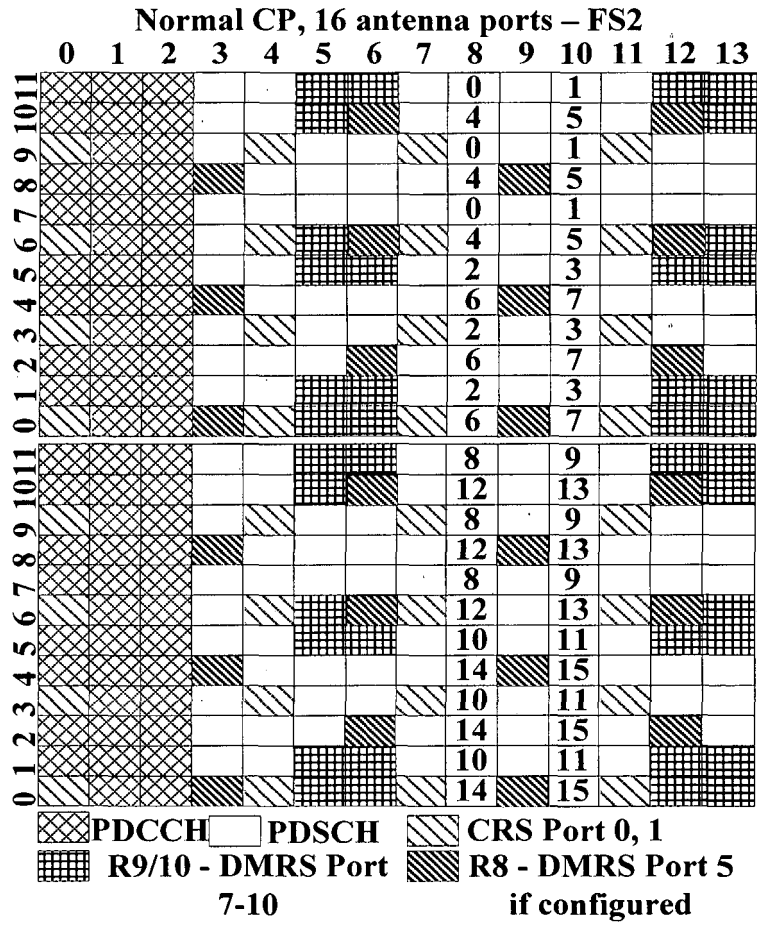 Normal CP, 16 antenna ports – FS2
0 1 2 3 4 5 6 7 8 9 10 11 12 13
11 0 1
10 4 5
9 0 1
8 4 5
7 0 1
6 4 5
5 2 3
4 6 7
3 2 3
2 6 7
1 2 3
0 6 7
11 8 9
10 12 13
9 8 9
8 12 13
7 8 9
6 12 13
5 10 11
4 14 15
3 10 11
2 14 15
1 10 11
0 14 15
PDCCH PDSCH CRS Port 0, 1
R9/10 - DMRS Port 7-10
R8 - DMRS Port 5 if configured